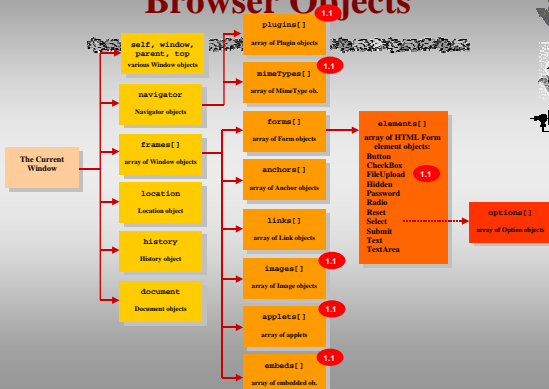 Browser Objects
The Current
Window
self, window,
parent, top
various Window objects
navigator
Navigator objects
frames[]
array of Window objects
location
Location object
history
History object
document
Document objects
plugins[]
array of Plugin objects
1.1
mimeTypes[]
array of MimeType ob.
1.1
forms[]
array of Form objects
anchors[]
array of Anchor objects
links[]
array of Link objects
images[]
array of Image objects
1.1
applets[]
array of applets
1.1
embeds[]
array of embedded ob.
1.1
elements[]
array of HTML Form
element objects:
Button
CheckBox
FileUpload
1.1
Hidden
Password
Radio
Reset
Select
Submit
Text
TextArea
options[]
array of Option objects